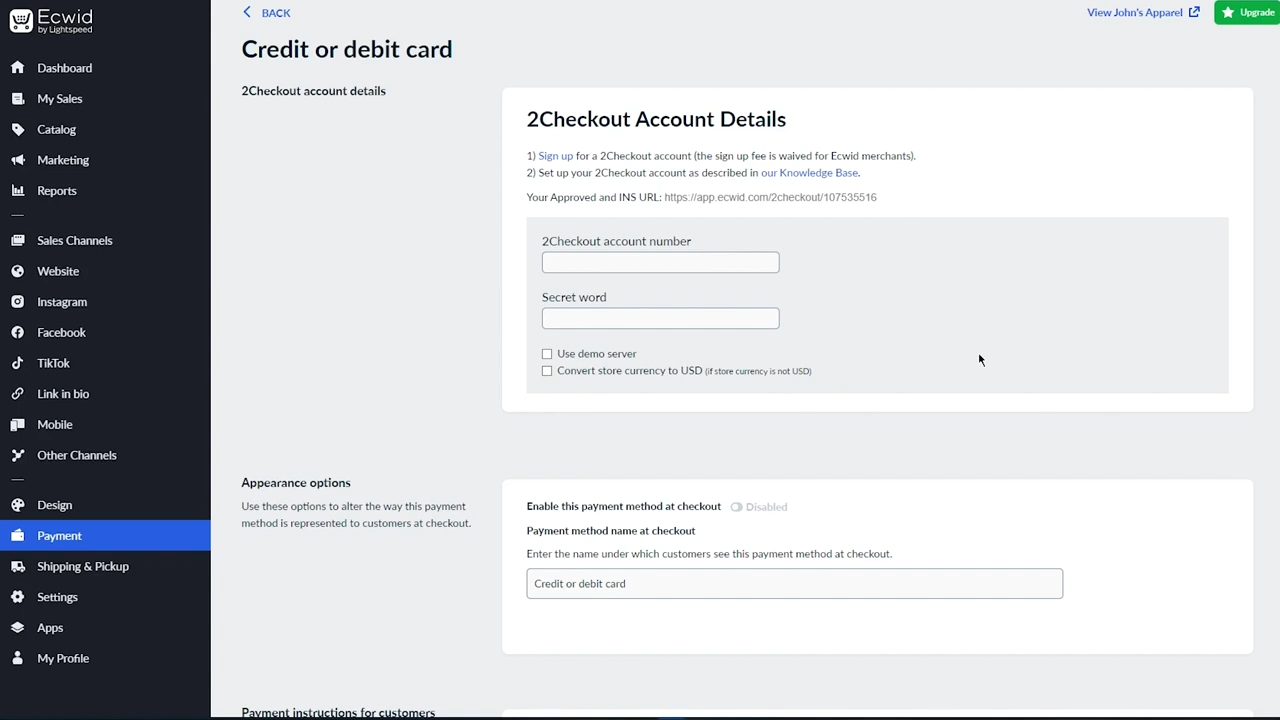 Ecwid
by Lightspeed
Dashboard
My Sales
Catalog
Marketing
Reports
Sales Channels
Website
Instagram
Facebook
TikTok
Link in bio
Mobile
Other Channels
Design
Payment
Shipping & Pickup
Settings
Apps
My Profile
BACK
View John's Apparel
Upgrade
Credit or debit card
2Checkout account details
2Checkout Account Details
1) Sign up for a 2Checkout account (the sign up fee is waived for Ecwid merchants).
2) Set up your 2Checkout account as described in our Knowledge Base.
Your Approved and INS URL: https://app.ecwid.com/2checkout/107535516
2Checkout account number
Secret word
Use demo server
Convert store currency to USD (if store currency is not USD)
Appearance options
Use these options to alter the way this payment
method is represented to customers at checkout.
Enable this payment method at checkout Disabled
Payment method name at checkout
Enter the name under which customers see this payment method at checkout.
Credit or debit card
Payment instructions for customers